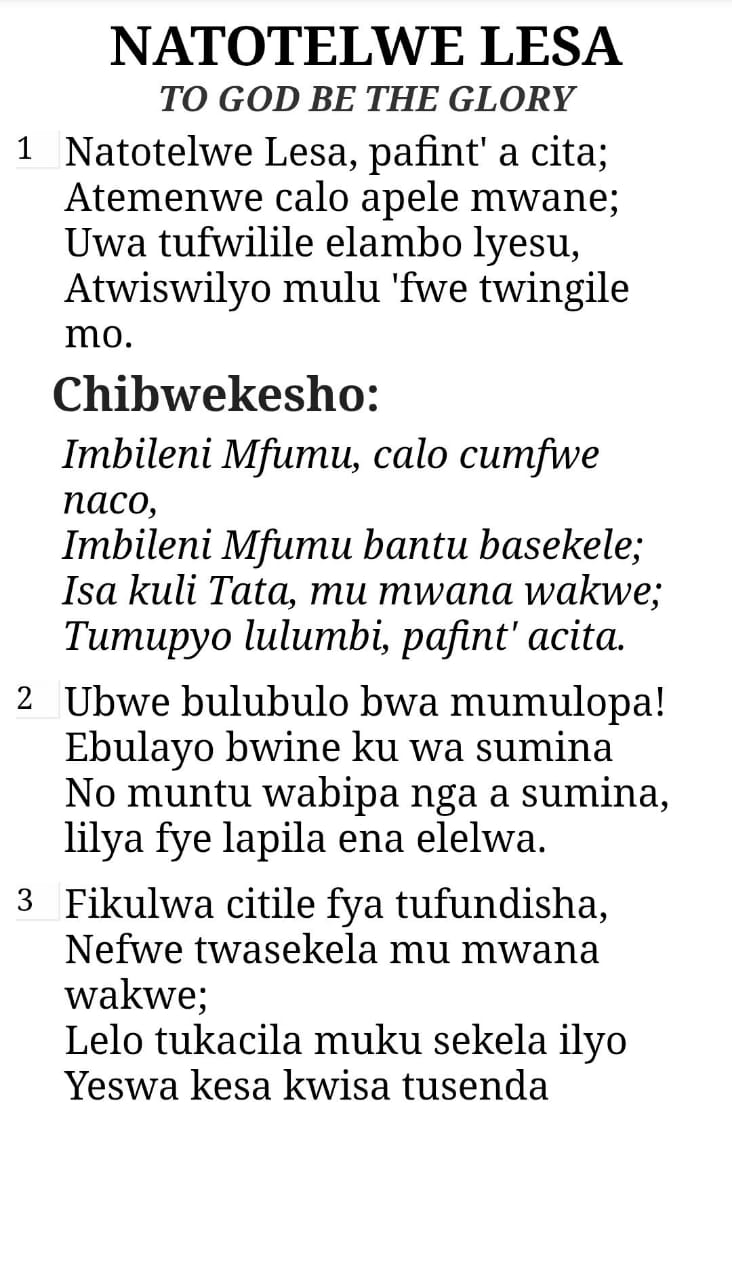 NATOTELWE LESA
TO GOD BE THE GLORY
1 Natotelwe Lesa, pafint' a cita;
Atemenwe calo apele mwane;
Uwa tufwilile elambo lyesu,
Atwiswilyo mulu 'fwe twingile
mo.
Chibwekesho:
Imbileni Mfumu, calo cumfwe
naco,
Imbileni Mfumu bantu basekele;
Isa kuli Tata, mu mwana wakwe;
Tumupyo lulumbi, pafint' acita.
2 Ubwe bulubulo bwa mumulopa!
Ebulayo bwine ku wa sumina
No muntu wabipa nga a sumina,
lilya fye lapila ena elelwa.
3 Fikulwa citile fya tufundisha,
Nefwe twasekela mu mwana
wakwe;
Lelo tukacila muku sekela ilyo
Yeswa kesa kwisa tusenda